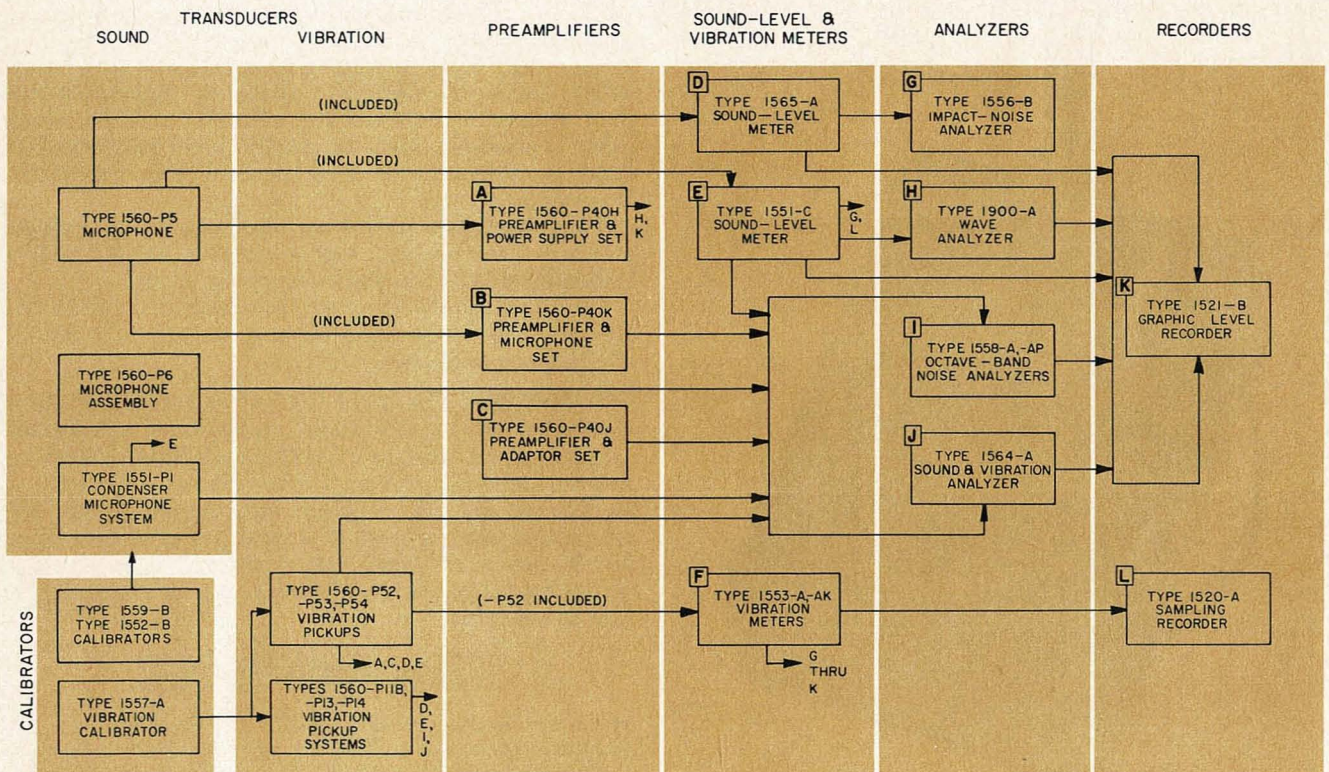 TRANSDUCERS
SOUND
VIBRATION
PREAMPLIFIERS
SOUND-LEVEL &
VIBRATION METERS
ANALYZERS
RECORDERS
(INCLUDED)
D
TYPE 1565-A
SOUND-LEVEL
METER
G
TYPE 1556-B
IMPACT-NOISE
ANALYZER
(INCLUDED)
TYPE 1560-P5
MICROPHONE
A
TYPE 1560-P40H
PREAMPLIFIER &
POWER SUPPLY SET
H,
K
E
TYPE 1551-C
SOUND-LEVEL
METER
G,
L
H
TYPE 1900-A
WAVE
ANALYZER
K
TYPE 1521-B
GRAPHIC LEVEL
RECORDER
(INCLUDED)
B
TYPE 1560-P40K
PREAMPLIFIER &
MICROPHONE
SET
I
TYPE 1558-A,-AP
OCTAVE-BAND
NOISE ANALYZERS
TYPE 1560-P6
MICROPHONE
ASSEMBLY
C
TYPE 1560-P40J
PREAMPLIFIER &
ADAPTOR SET
J
TYPE 1564-A
SOUND & VIBRATION
ANALYZER
E
TYPE 1551-P1
CONDENSER
MICROPHONE
SYSTEM
CALIBRATORS
TYPE 1559-B
TYPE 1552-B
CALIBRATORS
TYPE 1560-P52,
-P53,-P54
VIBRATION
PICKUPS
A,C,D,E
(-P52 INCLUDED)
F
TYPE 1553-A,-AK
VIBRATION
METERS
G
THRU
K
L
TYPE 1520-A
SAMPLING
RECORDER
TYPE 1557-A
VIBRATION
CALIBRATOR
TYPES 1560-P11B,
-P13,-P14
VIBRATION
PICKUP
SYSTEMS
D,
E,
I,
J